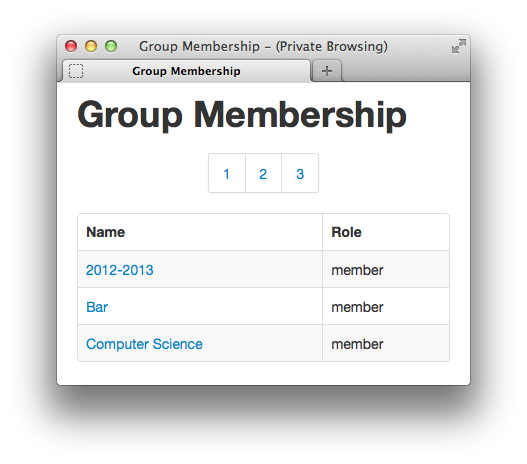 Group Membership - (Private Browsing)
Group Membership
Group Membership
1 2 3
Name Role
2012-2013 member
Bar member
Computer Science member